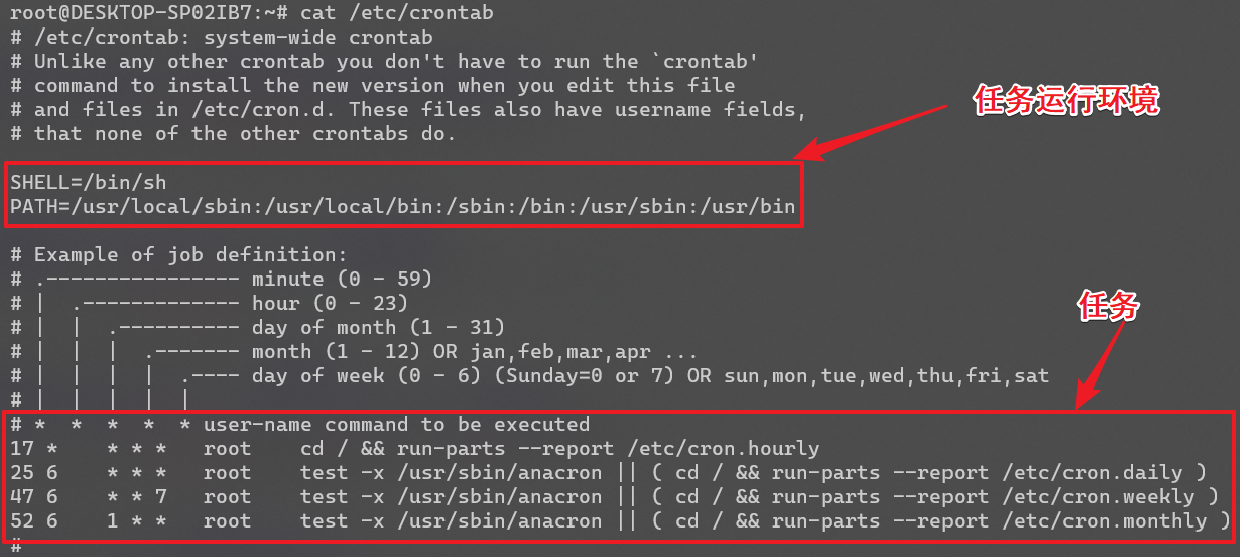 root@DESKTOP-SP02IB7:~# cat /etc/crontab
# /etc/crontab: system-wide crontab
# Unlike any other crontab you don't have to run the `crontab'
# command to install the new version when you edit this file
# and files in /etc/cron.d. These files also have username fields,
# that none of the other crontabs do.
任务运行环境
SHELL=/bin/sh
PATH=/usr/local/sbin:/usr/local/bin:/sbin:/bin:/usr/sbin:/usr/bin
# Example of job definition:
# .---------------- minute (0 - 59)
# |  .------------- hour (0 - 23)
# |  |  .---------- day of month (1 - 31)
# |  |  |  .------- month (1 - 12) OR jan,feb,mar,apr ...
# |  |  |  |  .---- day of week (0 - 6) (Sunday=0 or 7) OR sun,mon,tue,wed,thu,fri,sat
# |  |  |  |  |
任务
# *  *  *  *  * user-name command to be executed
17 *    * * *   root    cd / && run-parts --report /etc/cron.hourly
25 6    * * *   root    test -x /usr/sbin/anacron || ( cd / && run-parts --report /etc/cron.daily )
47 6    * * 7   root    test -x /usr/sbin/anacron || ( cd / && run-parts --report /etc/cron.weekly )
52 6    1 * *   root    test -x /usr/sbin/anacron || ( cd / && run-parts --report /etc/cron.monthly )
#